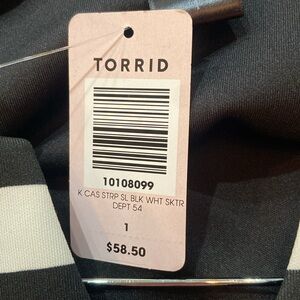 TORRID
10108099
K CAS STRP SL BLK WHT SKTR
DEPT 54
1
$58.50